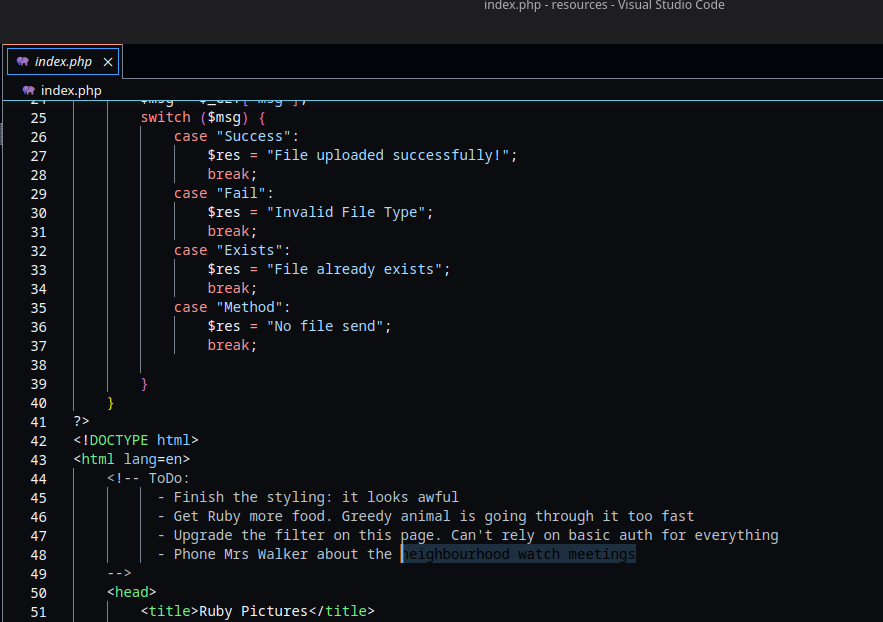 index.php - resources - Visual Studio Code
index.php ×
index.php
25 switch ($msg) {
26 case "Success":
27 $res = "File uploaded successfully!";
28 break;
29 case "Fail":
30 $res = "Invalid File Type";
31 break;
32 case "Exists":
33 $res = "File already exists";
34 break;
35 case "Method":
36 $res = "No file send";
37 break;
38
39 }
40 }
41 ?>
42 <!DOCTYPE html>
43 <html lang=en>
44 <!-- ToDo:
45 - Finish the styling: it looks awful
46 - Get Ruby more food. Greedy animal is going through it too fast
47 - Upgrade the filter on this page. Can't rely on basic auth for everything
48 - Phone Mrs Walker about the neighbourhood watch meetings
49 -->
50 <head>
51 <title>Ruby Pictures</title>